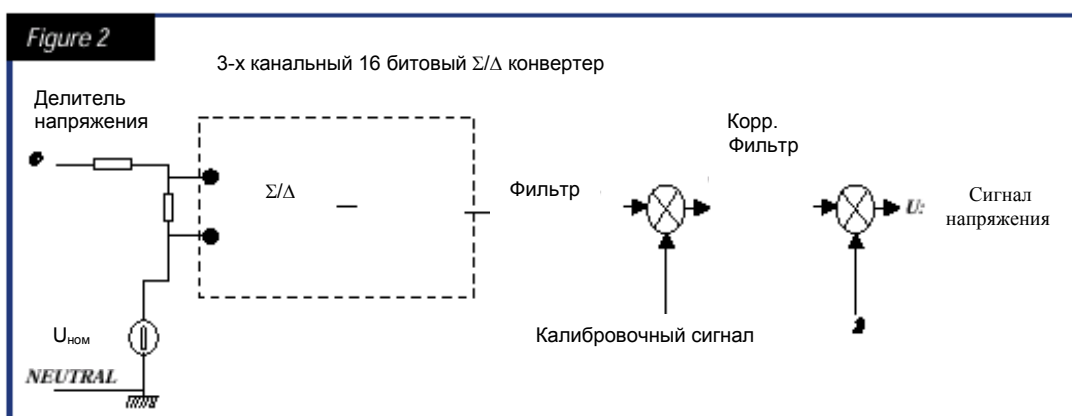 Figure 2
3-х канальный 16 битовый Σ/Δ конвертер
Делитель
напряжения
Корр.
Фильтр
Σ/Δ
Фильтр
U:
Сигнал
напряжения
Uном
Калибровочный сигнал
NEUTRAL